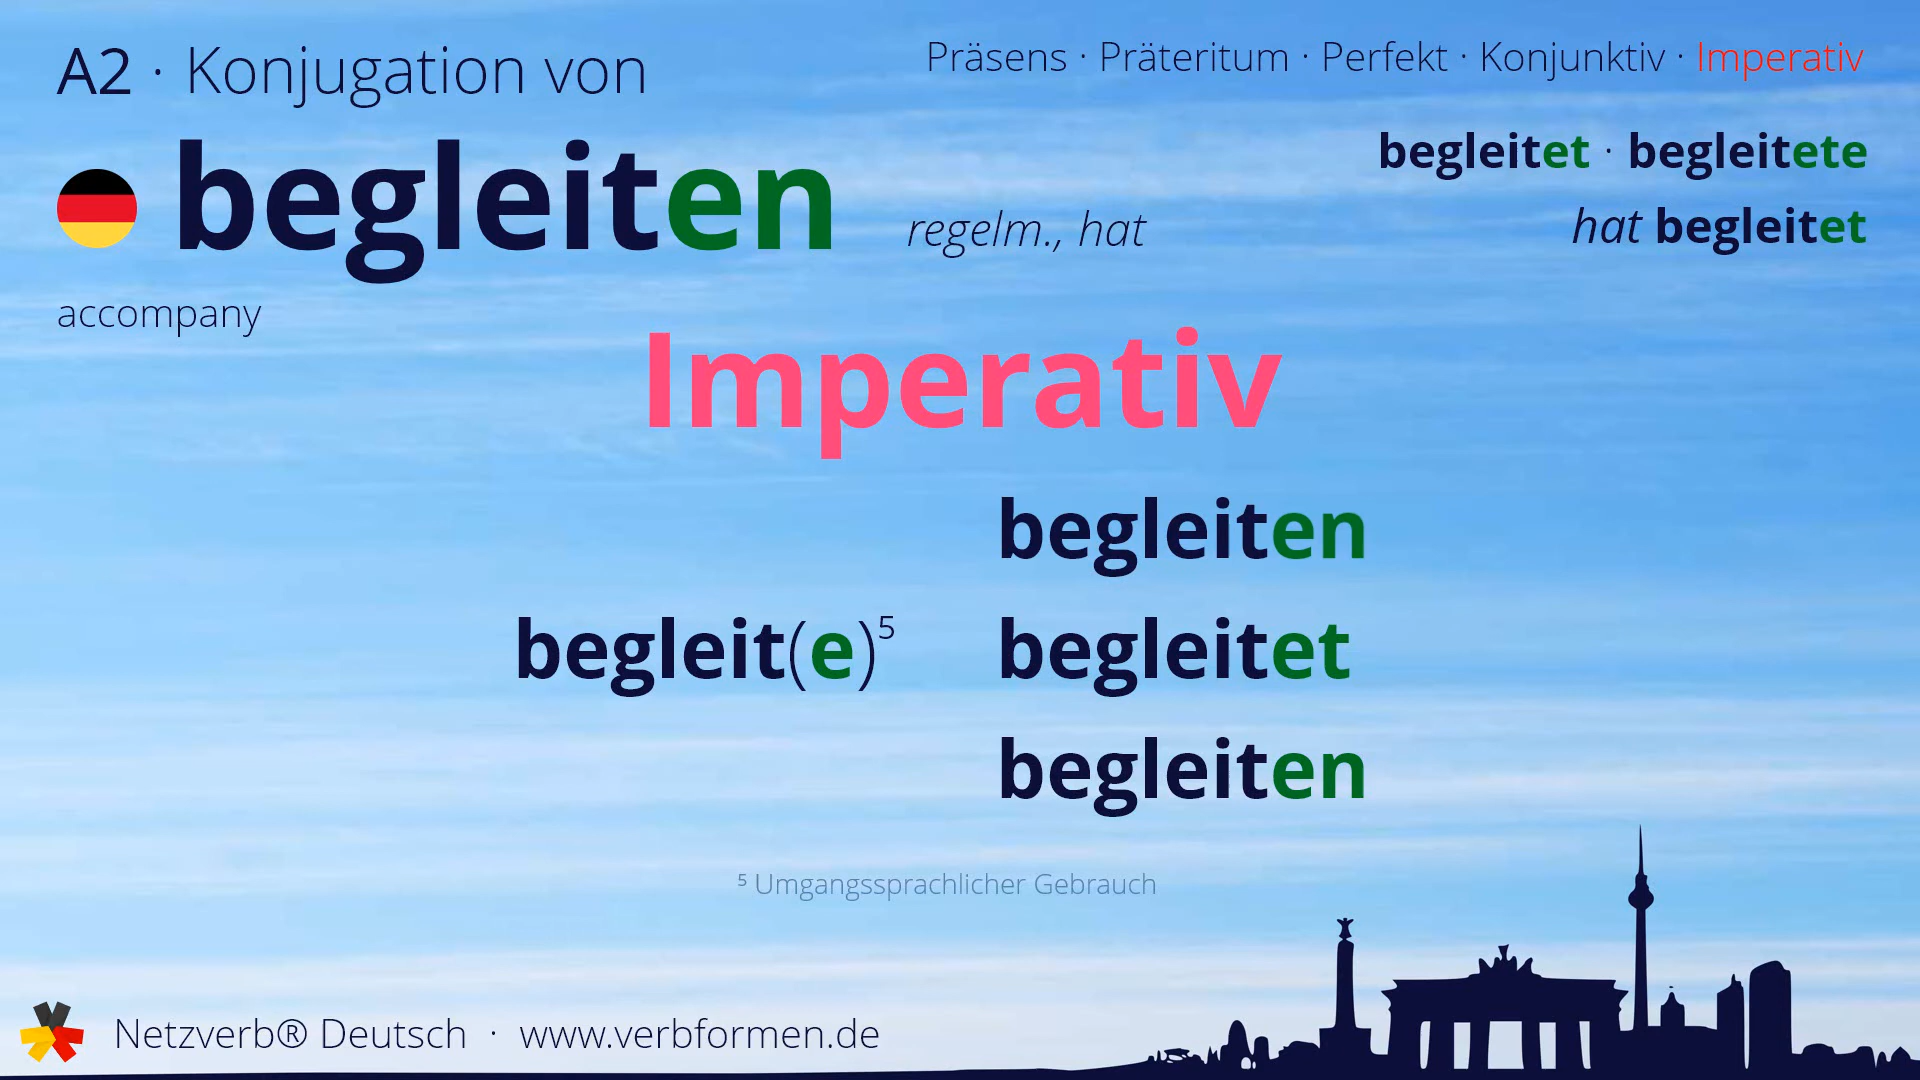 A2 · Konjugation von
Präsens · Präteritum · Perfekt · Konjunktiv · Imperativ
begleiten
regelm., hat
begleitet · begleitete
hat begleitet
accompany
Imperativ
begleiten
begleit(e)⁵ begleitet
begleiten
⁵ Umgangssprachlicher Gebrauch
Netzverb® Deutsch · www.verbformen.de